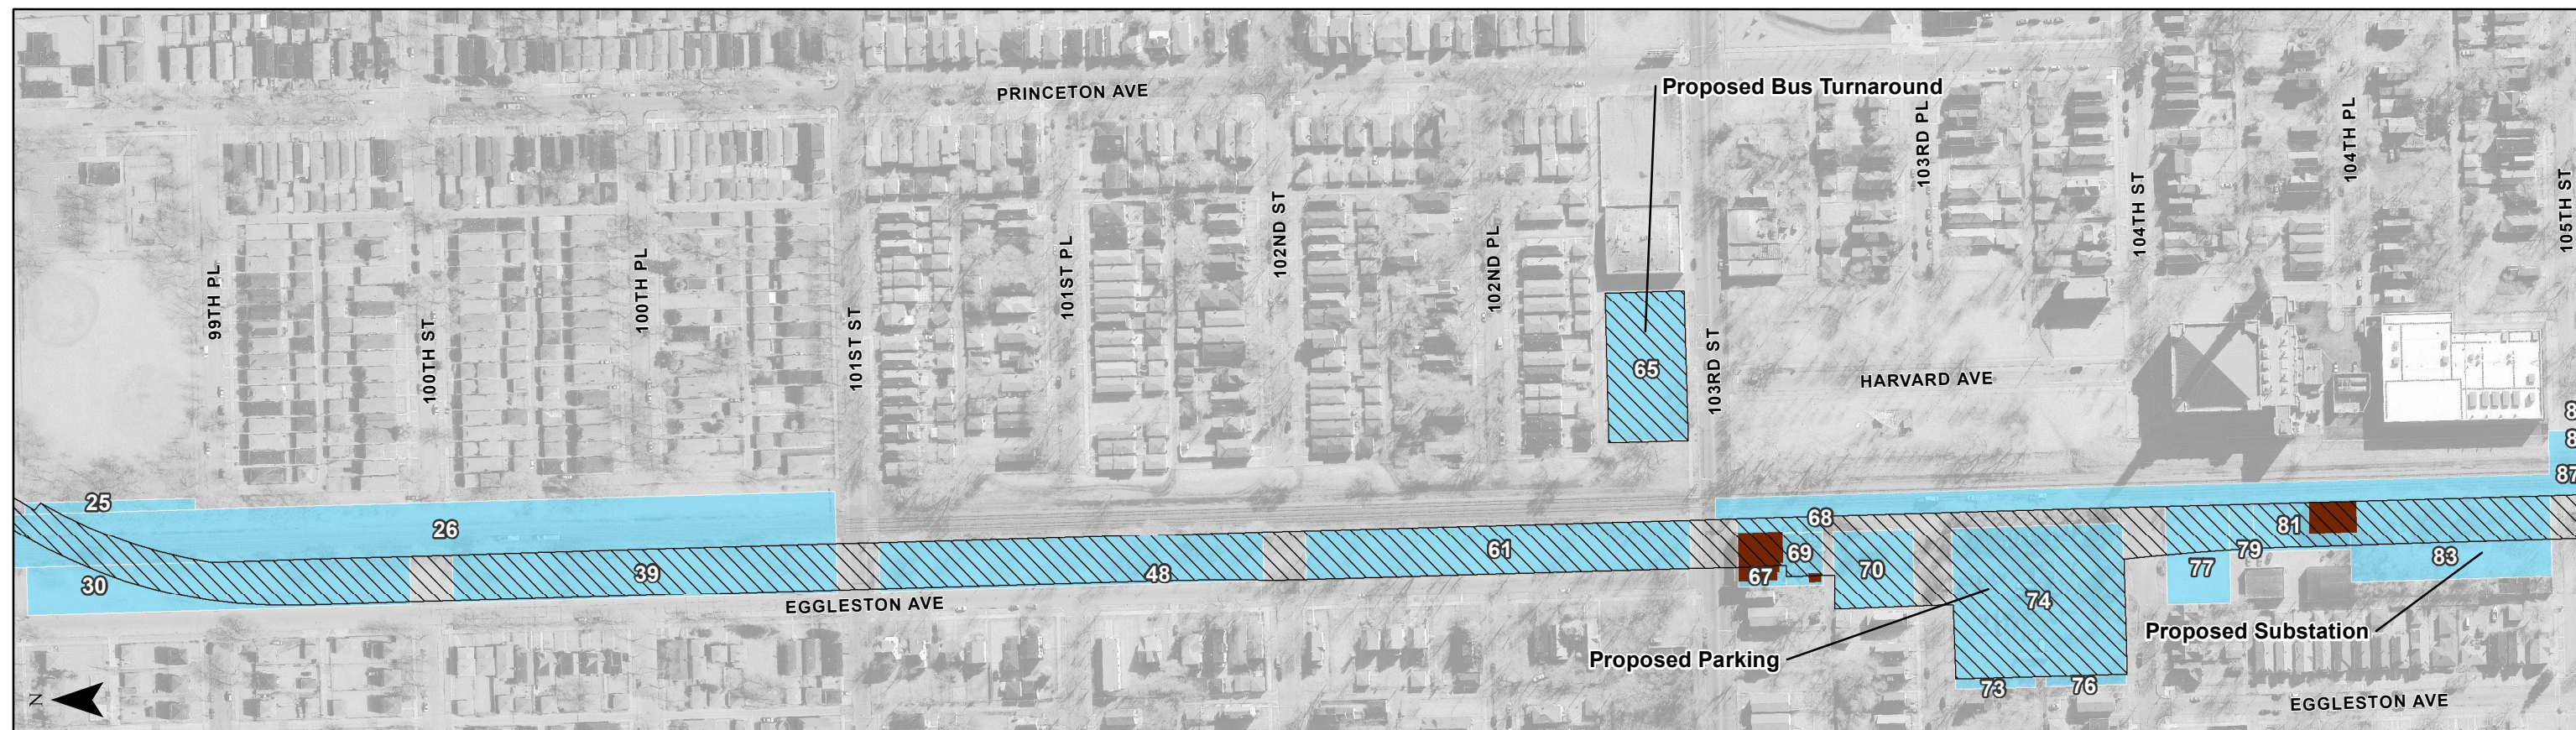 PRINCETON AVE
Proposed Bus Turnaround
103RD PL
104TH PL
99TH PL
100TH ST
100TH PL
101ST ST
101ST PL
102ND ST
102ND PL
103RD ST
104TH ST
105TH ST
65
HARVARD AVE
8
8
87
25
26
30
39
48
61
68
69
67
70
74
81
79
77
83
EGGLESTON AVE
Proposed Substation
Proposed Parking
73
76
EGGLESTON AVE
N